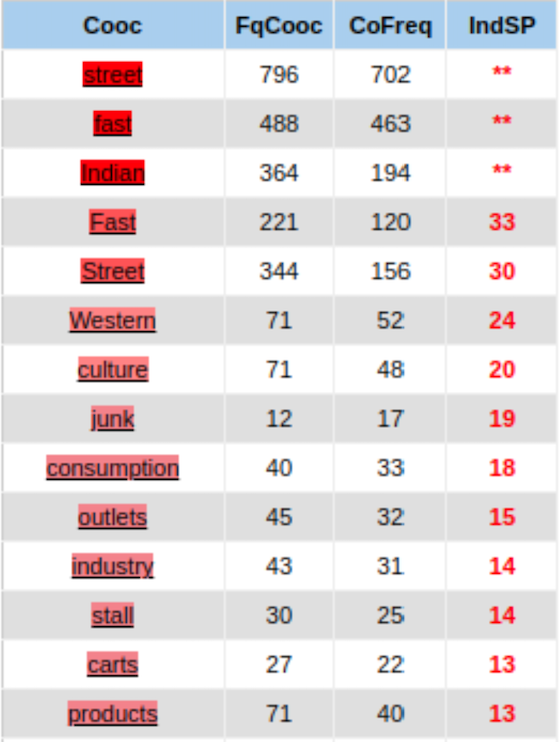 Cooc FqCooc CoFreq IndSP
street 796 702 **
fast 488 463 **
Indian 364 194 **
Fast 221 120 33
Street 344 156 30
Western 71 52 24
culture 71 48 20
junk 12 17 19
consumption 40 33 18
outlets 45 32 15
industry 43 31 14
stall 30 25 14
carts 27 22 13
products 71 40 13